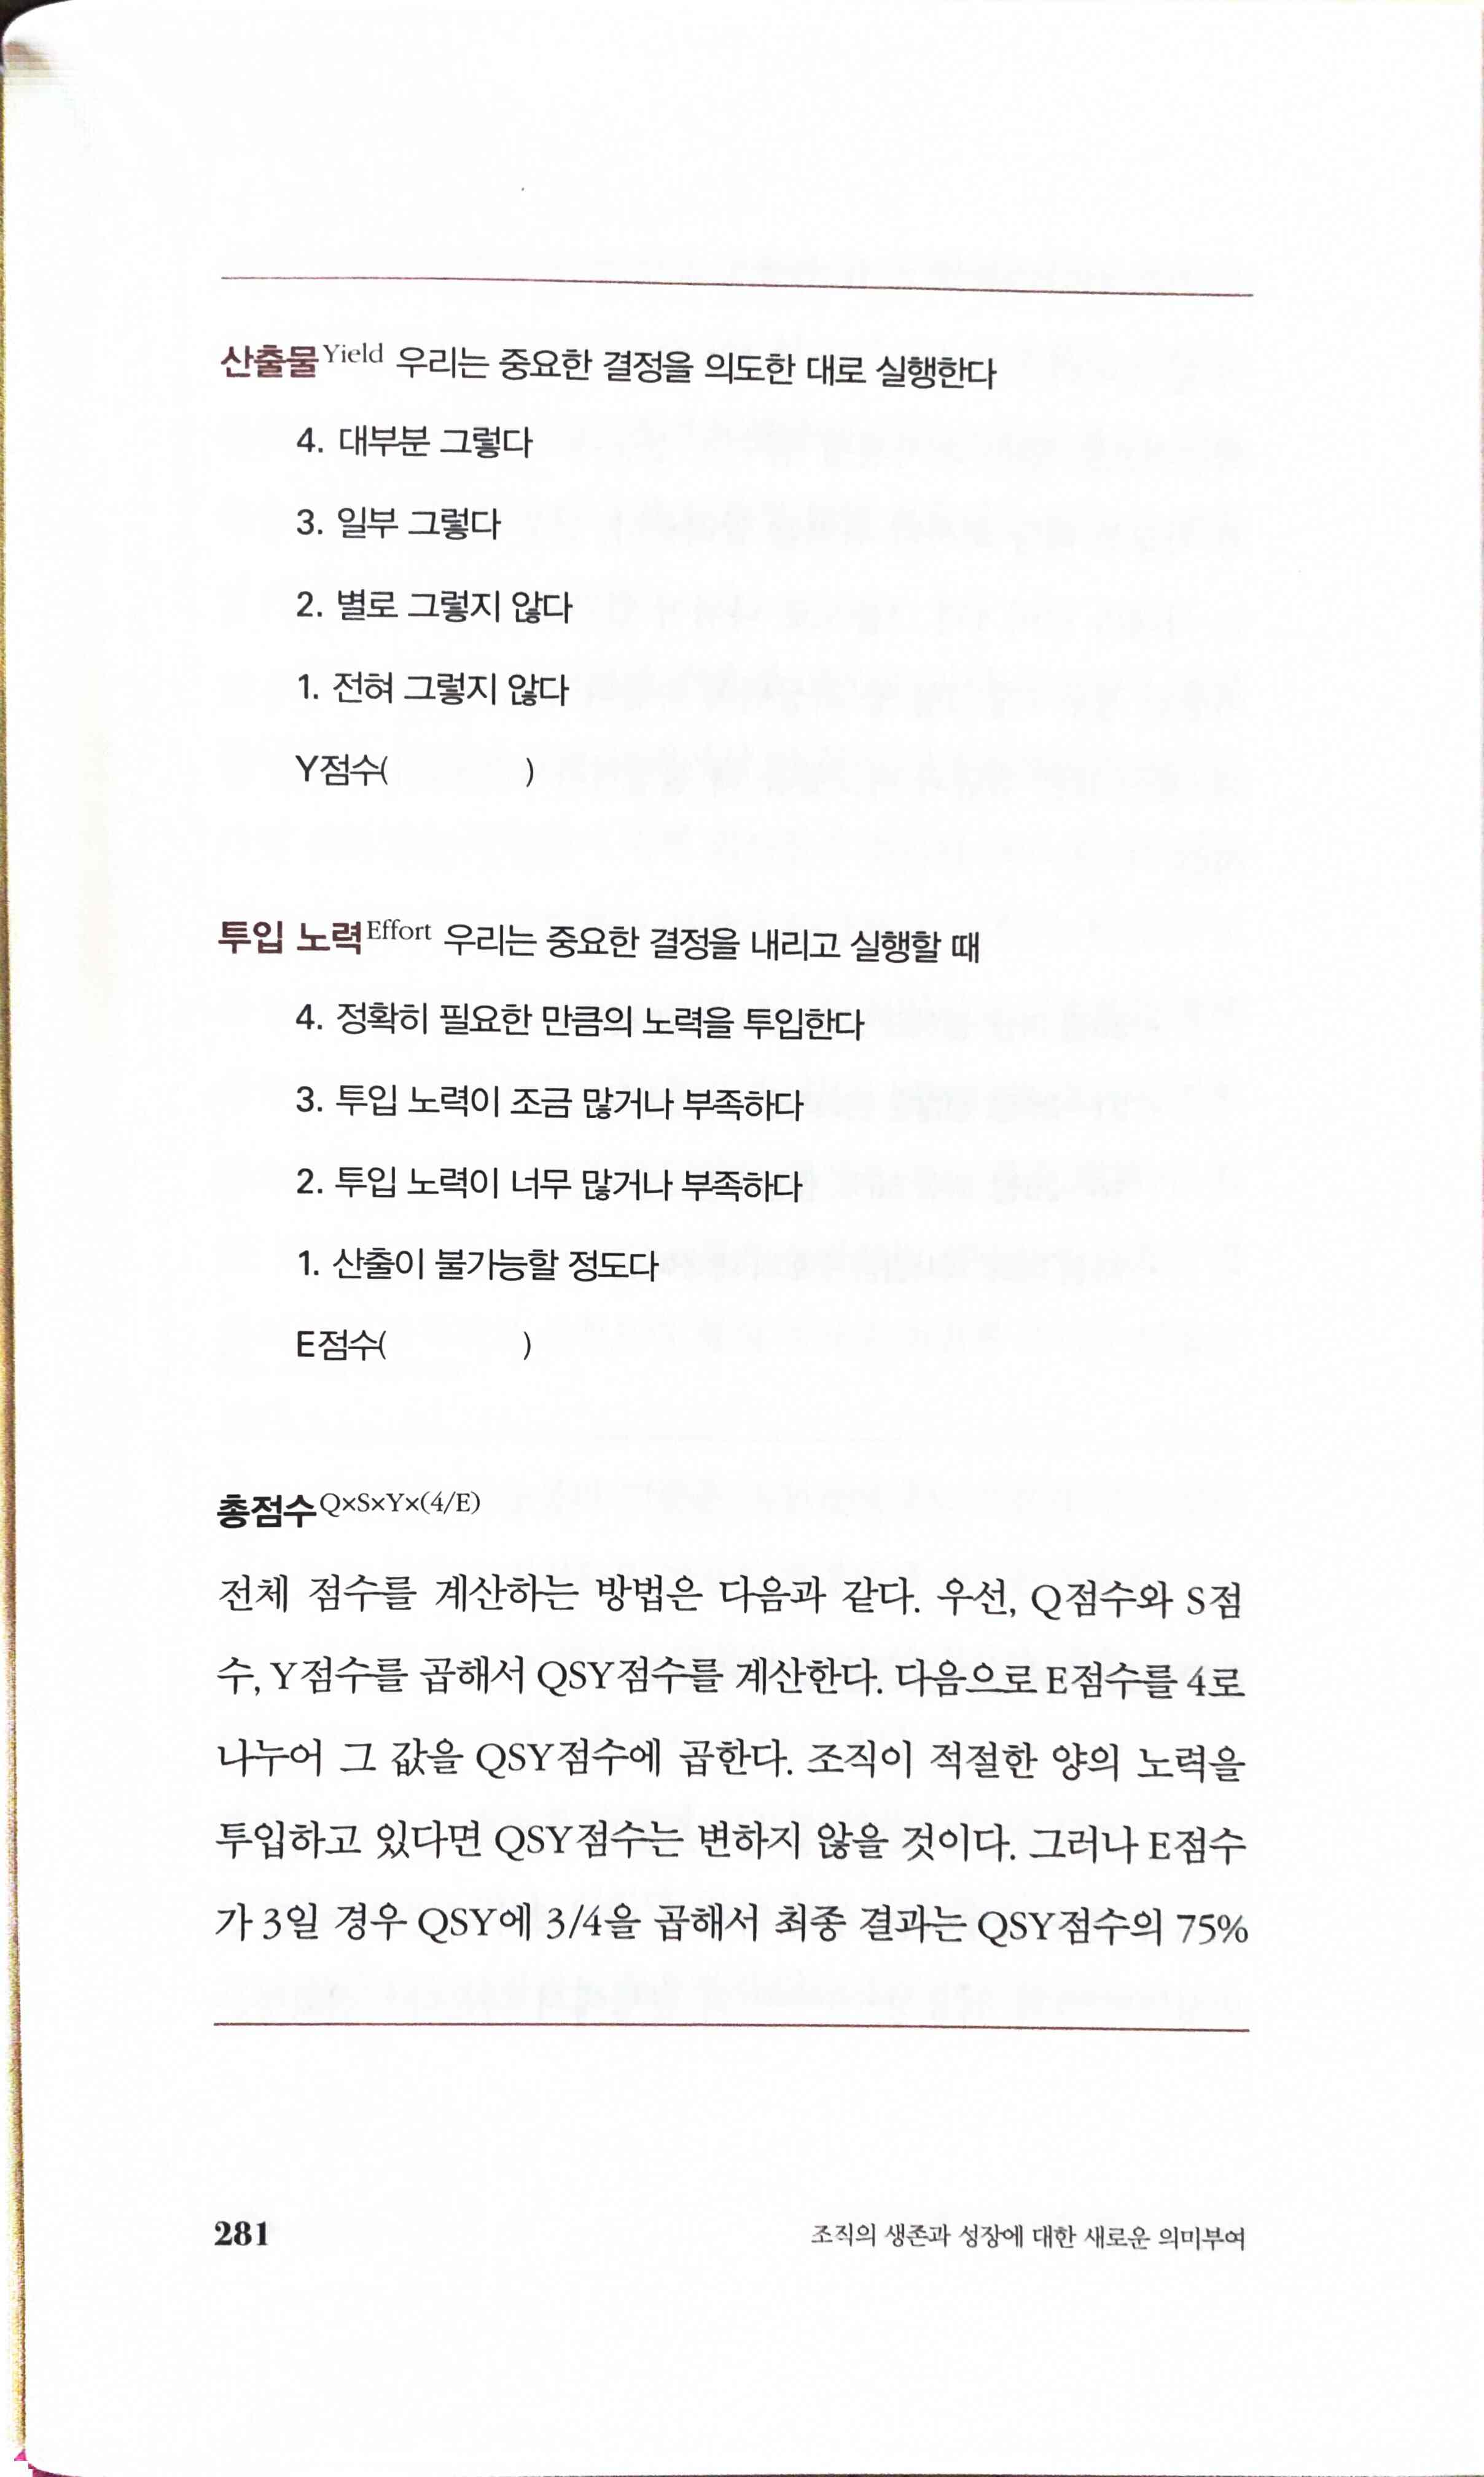 산출물Yield 우리는 중요한 결정을 의도한 대로 실행한다
4. 대부분 그렇다
3. 일부 그렇다
2. 별로 그렇지 않다
1. 전혀 그렇지 않다
Y점수( )
투입 노력Effort 우리는 중요한 결정을 내리고 실행할 때
4. 정확히 필요한 만큼의 노력을 투입한다
3. 투입 노력이 조금 많거나 부족하다
2. 투입 노력이 너무 많거나 부족하다
1. 산출이 불가능할 정도다
E점수( )
총점수Q×S×Y×(4/E)
전체 점수를 계산하는 방법은 다음과 같다. 우선, Q점수와 S점
수, Y점수를 곱해서 QSY점수를 계산한다. 다음으로 E점수를 4로
나누어 그 값을 QSY점수에 곱한다. 조직이 적절한 양의 노력을
투입하고 있다면 QSY점수는 변하지 않을 것이다. 그러나 E점수
가 3일 경우 QSY에 3/4을 곱해서 최종 결과는 QSY점수의 75%
281 조직의 생존과 성장에 대한 새로운 의미부여